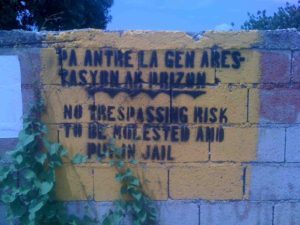 PA ANTRE LA GEN ARES-
TASYON AK PRIZON
NO TRESPASSING RISK
TO BE MOLESTED AND
PUT IN JAIL